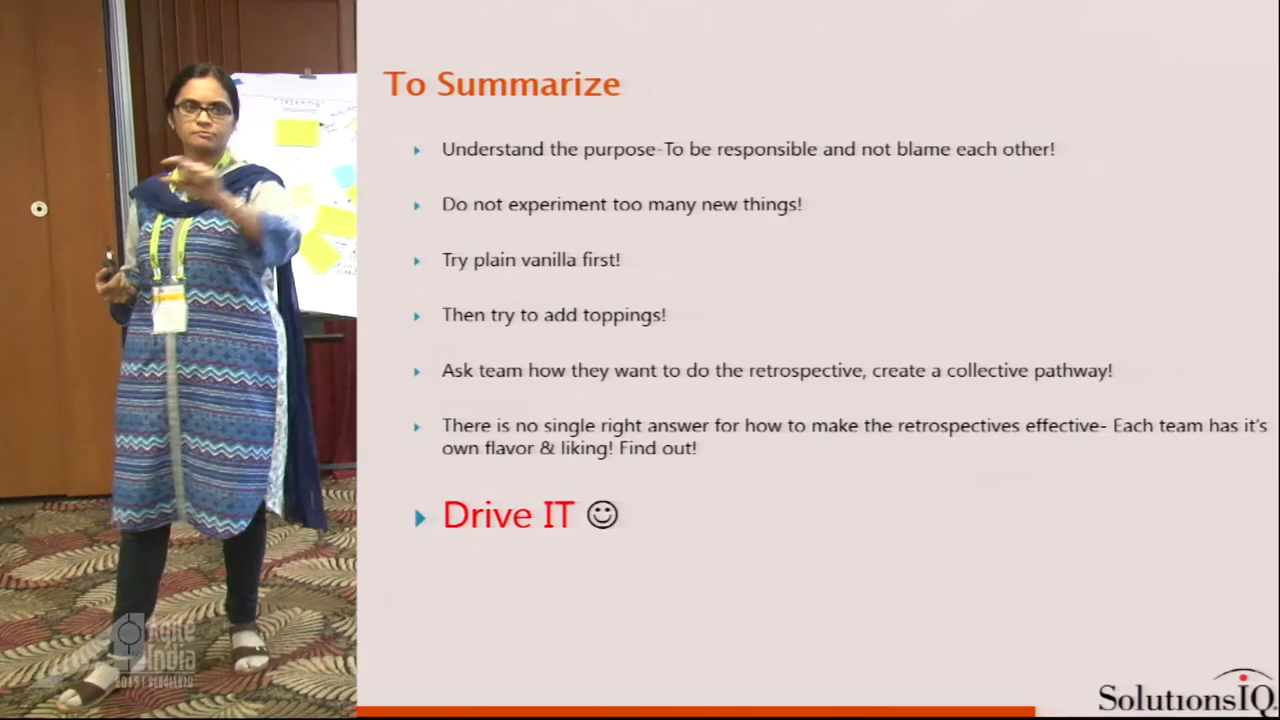 To Summarize
Understand the purpose-To be responsible and not blame each other!
Do not experiment too many new things!
Try plain vanilla first!
Then try to add toppings!
Ask team how they want to do the retrospective, create a collective pathway!
There is no single right answer for how to make the retrospectives effective- Each team has it's
own flavor & liking! Find out!
Drive IT ☺
SolutionsIQ
Agile
India